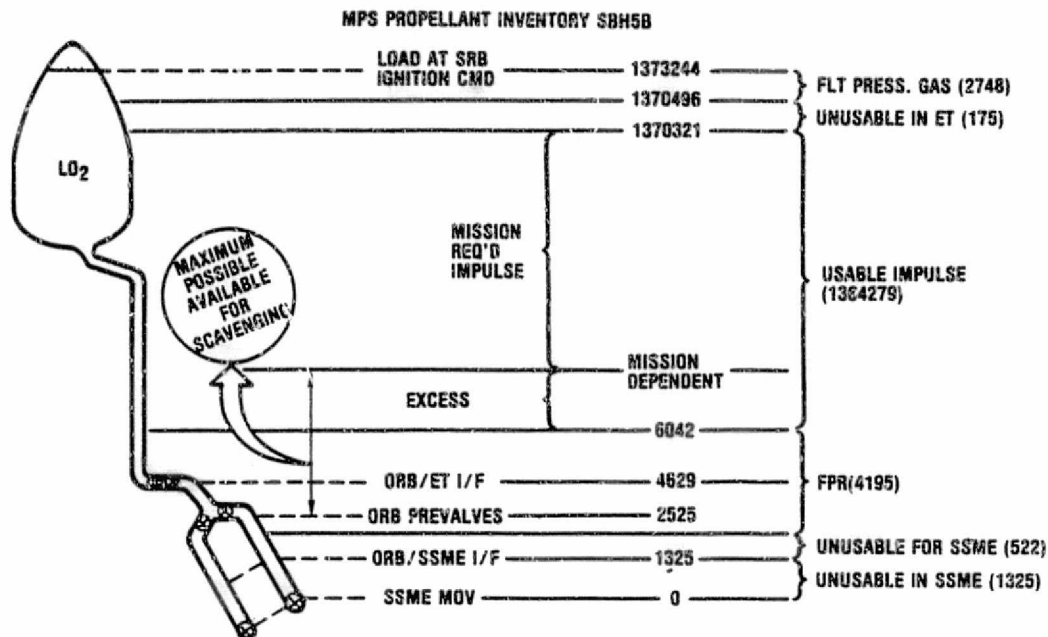 MPS PROPELLANT INVENTORY SBH5B
LOAD AT SRB
IGNITION CMD
1373244
FLT PRESS. GAS (2748)
1370496
UNUSABLE IN ET (175)
1370321
LO2
MISSION
REQ'D
IMPULSE
MAXIMUM
POSSIBLE
AVAILABLE
FOR
SCAVENGING
USABLE IMPULSE
(1364279)
MISSION
DEPENDENT
EXCESS
6042
ORB/ET I/F
4629
FPR(4195)
ORB PREVALVES
2525
UNUSABLE FOR SSME (522)
ORB/SSME I/F
1325
UNUSABLE IN SSME (1325)
SSME MOV
0